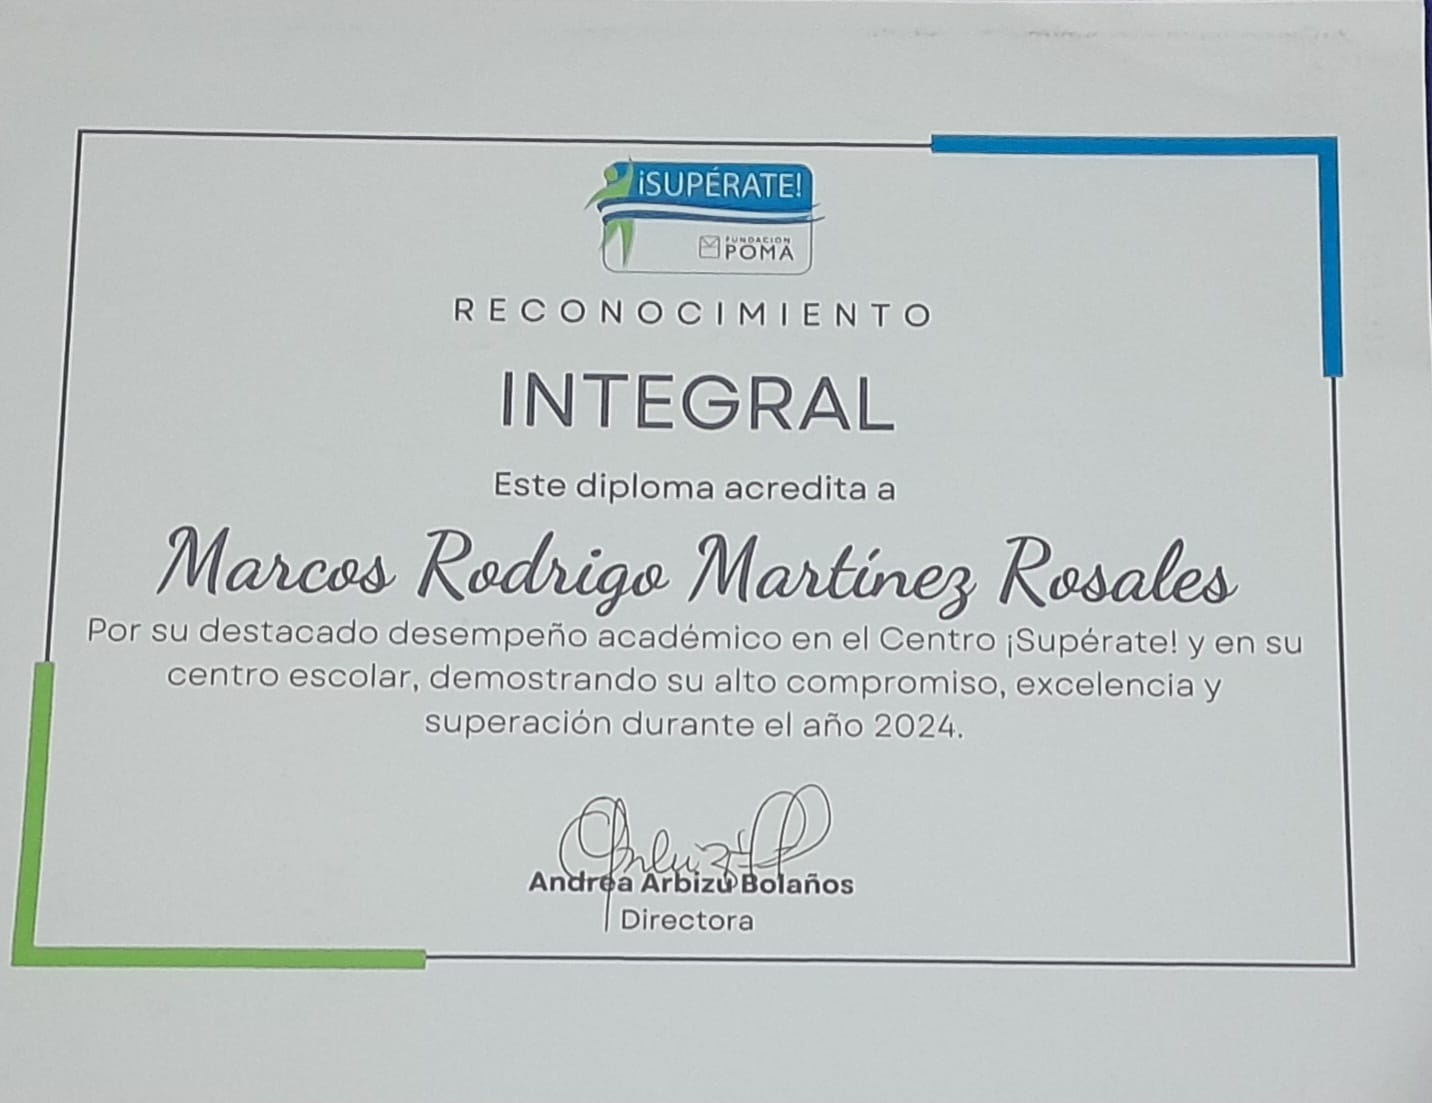 ¡SUPÉRATE!
FUNDACIÓN
POMA
RECONOCIMIENTO
INTEGRAL
Este diploma acredita a
Marcos Rodrigo Martínez Rosales
Por su destacado desempeño académico en el Centro ¡Supérate! y en su
centro escolar, demostrando su alto compromiso, excelencia y
superación durante el año 2024.
Andrea Arbizú Bolaños
Directora